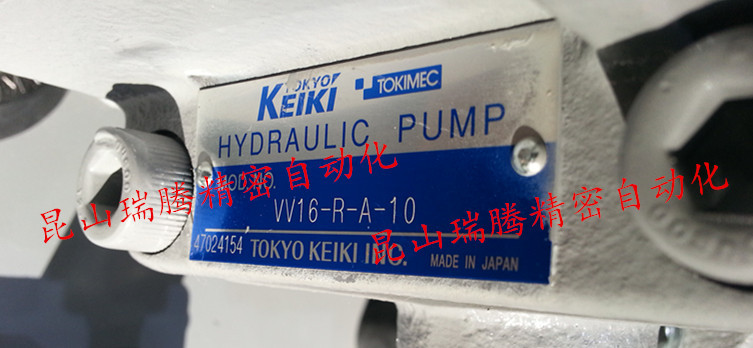 TOKYO
KEIKI TOKIMEC
HYDRAULIC PUMP
MOD.NO.
VV16-R-A-10
47024154 TOKYO KEIKI INC. MADE IN JAPAN
昆山瑞腾精密自动化
昆山瑞腾精密自动化